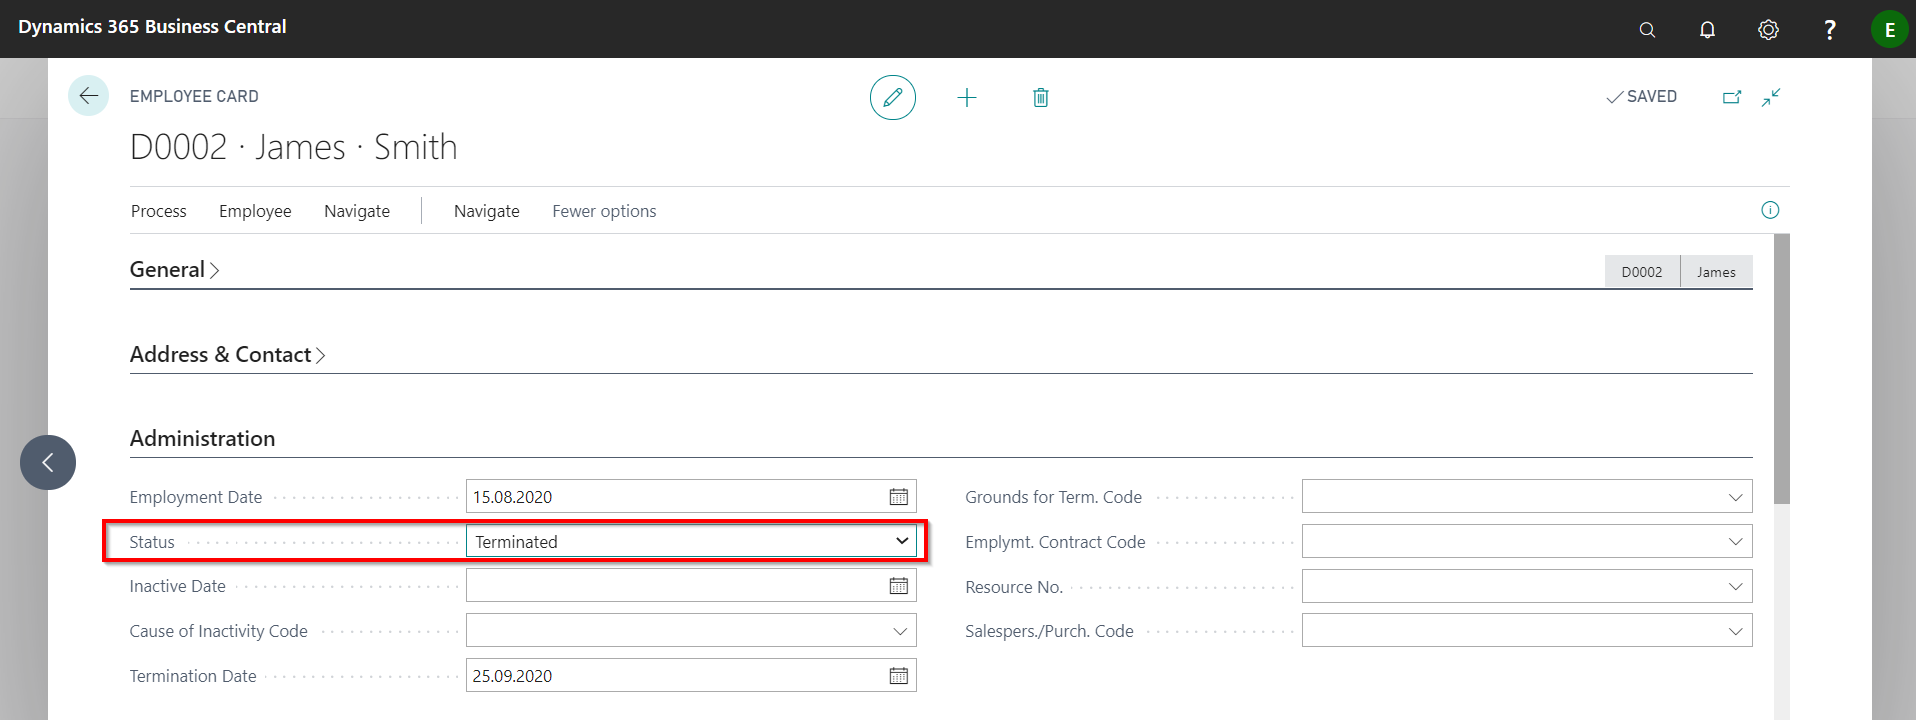 Dynamics 365 Business Central
?
E
EMPLOYEE CARD
SAVED
D0002 · James · Smith
Process Employee Navigate Navigate Fewer options
General
D0002 James
Address & Contact
Administration
Employment Date 15.08.2020
Grounds for Term. Code
Status Terminated
Emplymt. Contract Code
Inactive Date
Resource No.
Cause of Inactivity Code
Salespers./Purch. Code
Termination Date 25.09.2020